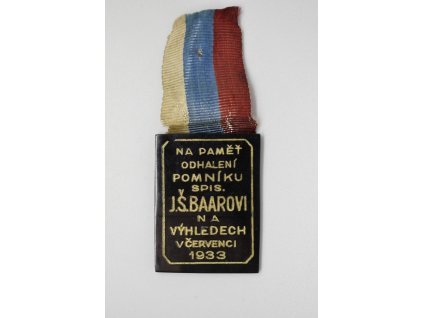 NA PAMĚŤ
ODHALENÍ
POMNÍKU
SPIS.
J.Š.BAAROVI
NA
VÝHLEDECH
V ČERVENCI
1933